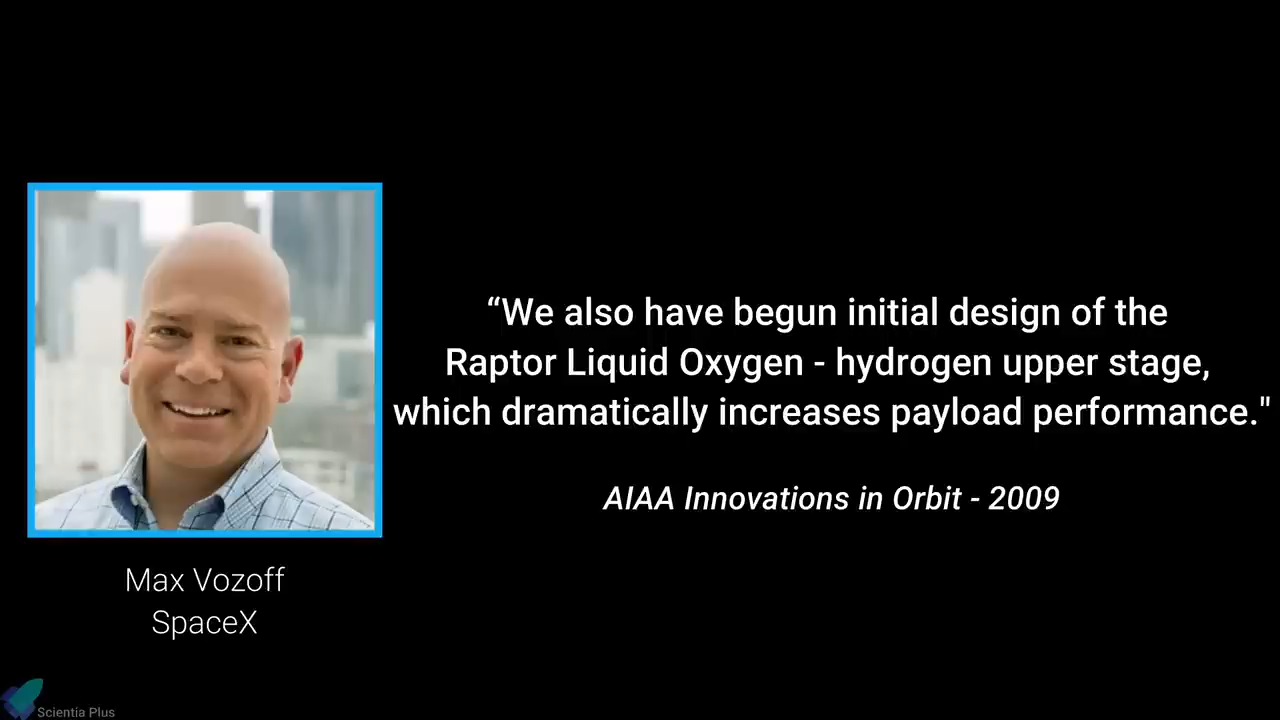 “We also have begun initial design of the
Raptor Liquid Oxygen - hydrogen upper stage,
which dramatically increases payload performance."
AIAA Innovations in Orbit - 2009
Max Vozoff
SpaceX
Scientia Plus